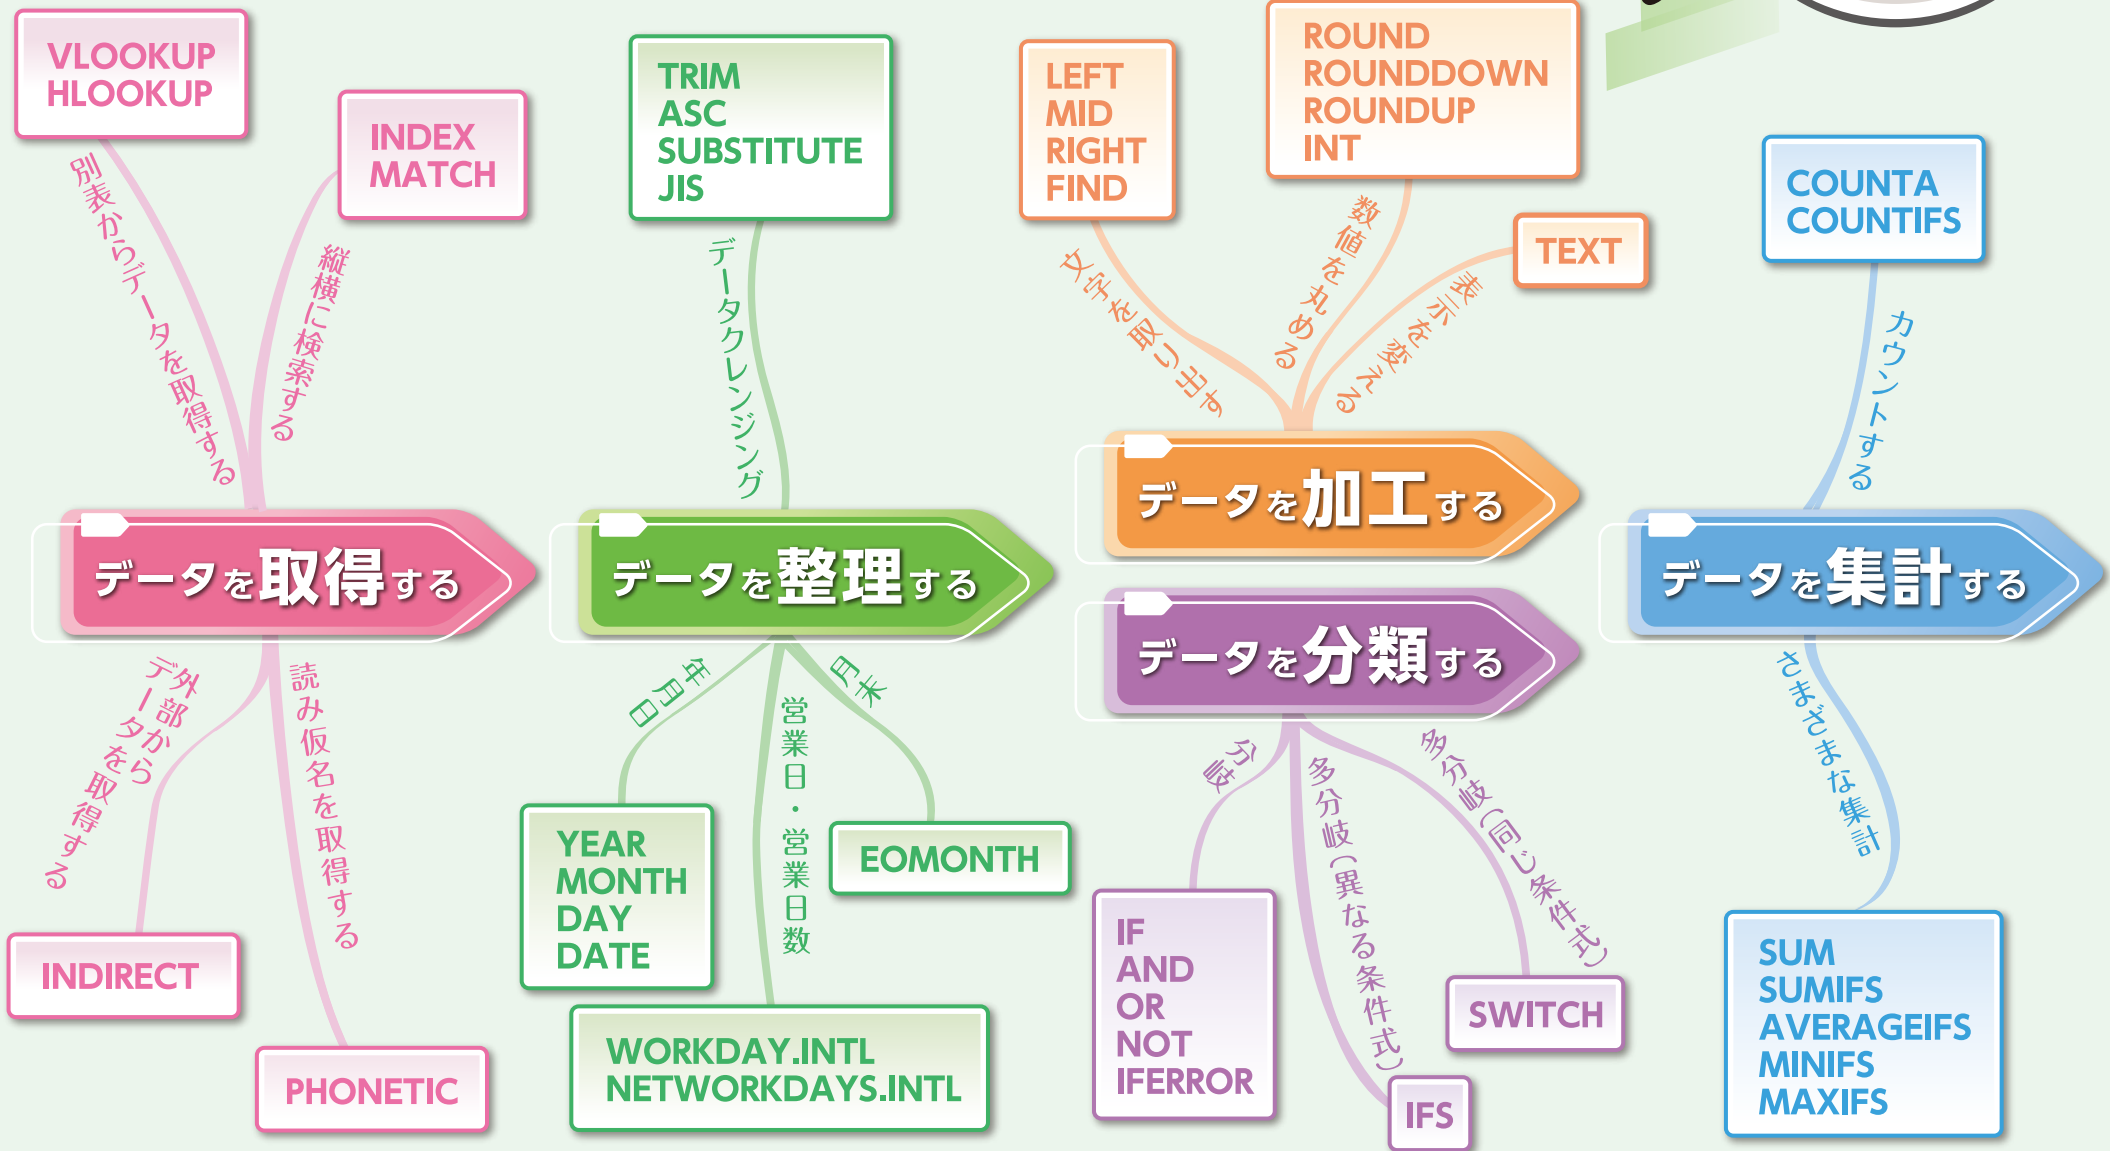 VLOOKUP
HLOOKUP
別表からデータを取得する
INDEX
MATCH
縦横に検索する
データを取得する
外部から
データを取得する
INDIRECT
読み仮名を取得する
PHONETIC
TRIM
ASC
SUBSTITUTE
JIS
データクレンジング
データを整理する
年月日
YEAR
MONTH
DAY
DATE
営業日・営業日数
WORKDAY.INTL
NETWORKDAYS.INTL
月末
EOMONTH
LEFT
MID
RIGHT
FIND
文字を取り出す
ROUND
ROUNDDOWN
ROUNDUP
INT
数値を丸める
TEXT
表示を変える
データを加工する
データを分類する
分岐
IF
AND
OR
NOT
IFERROR
多分岐(異なる条件式)
IFS
多分岐(同じ条件式)
SWITCH
COUNTA
COUNTIFS
カウントする
データを集計する
さまざまな集計
SUM
SUMIFS
AVERAGEIFS
MINIFS
MAXIFS